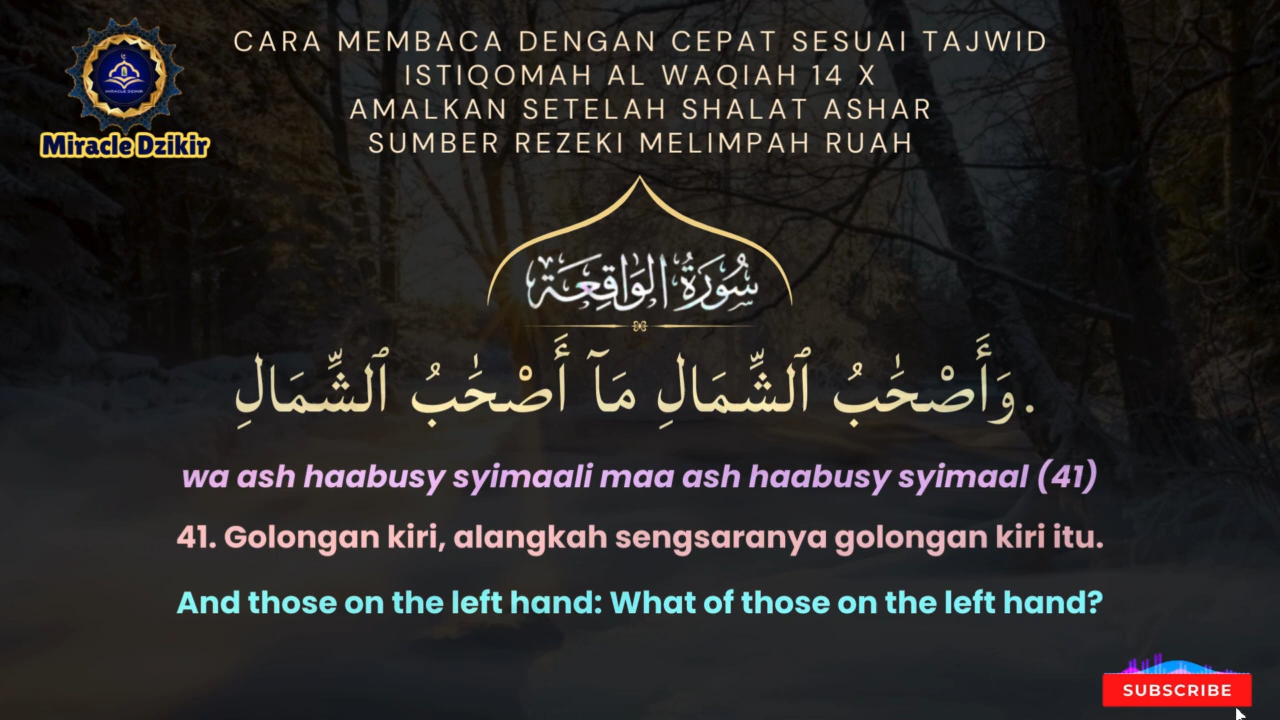 CARA MEMBACA DENGAN CEPAT SESUAI TAJWID
ISTIQOMAH AL WAQIAH 14 X
AMALKAN SETELAH SHALAT ASHAR
SUMBER REZEKI MELIMPAH RUAH
MIRACLE DZIKIR
Miracle Dzikir
سُورَةُ الوَاقِعَة
وَأَصْحَٰبُ ٱلشِّمَالِ مَآ أَصْحَٰبُ ٱلشِّمَالِ.
wa ash haabusy syimaali maa ash haabusy syimaal (41)
41. Golongan kiri, alangkah sengsaranya golongan kiri itu.
And those on the left hand: What of those on the left hand?
SUBSCRIBE